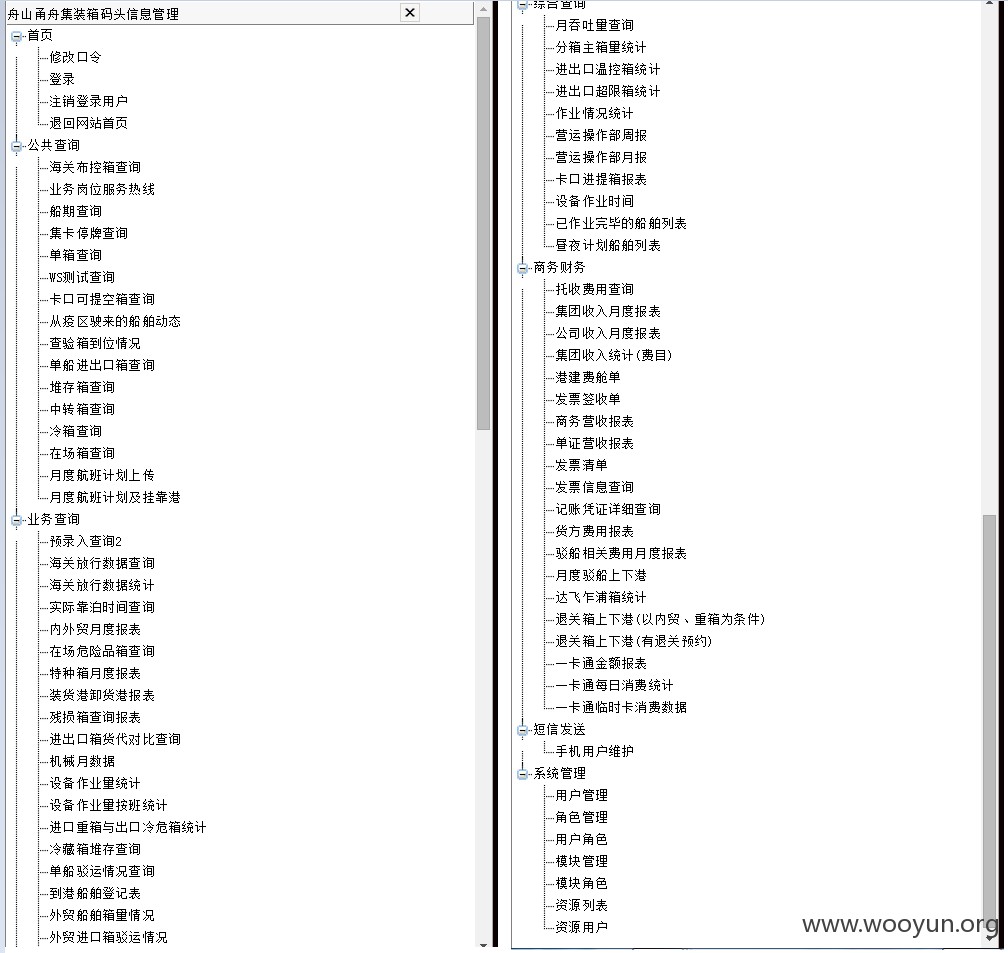 舟山甬舟集装箱码头信息管理
首页
修改口令
登录
注销登录用户
退回网站首页
公共查询
海关布控箱查询
业务岗位服务热线
船期查询
集卡停牌查询
单箱查询
WS测试查询
卡口可提空箱查询
从疫区驶来的船舶动态
查验箱到位情况
单船进出口箱查询
堆存箱查询
中转箱查询
冷箱查询
在场箱查询
月度航班计划上传
月度航班计划及挂靠港
业务查询
预录入查询2
海关放行数据查询
海关放行数据统计
实际靠泊时间查询
内外贸月度报表
在场危险品箱查询
特种箱月度报表
装货港卸货港报表
残损箱查询报表
进出口箱货代对比查询
机械月数据
设备作业量统计
设备作业量按班统计
进口重箱与出口冷危箱统计
冷藏箱堆存查询
单船驳运情况查询
到港船舶登记表
外贸船舶箱量情况
外贸进口箱驳运情况
综合查询
月吞吐量查询
分箱主箱量统计
进出口温控箱统计
进出口超限箱统计
作业情况统计
营运操作部周报
营运操作部月报
卡口进提箱报表
设备作业时间
已作业完毕的船舶列表
昼夜计划船舶列表
商务财务
托收费用查询
集团收入月度报表
公司收入月度报表
集团收入统计(费目)
港建费舱单
发票签收单
商务营收报表
单证营收报表
发票清单
发票信息查询
记账凭证详细查询
货方费用报表
驳船相关费用月度报表
月度驳船上下港
达飞乍浦箱统计
退关箱上下港(以内贸、重箱为条件)
退关箱上下港(有退关预约)
一卡通金额报表
一卡通每日消费统计
一卡通临时卡消费数据
短信发送
手机用户维护
系统管理
用户管理
角色管理
用户角色
模块管理
模块角色
资源列表
资源用户
www.wooyun.org